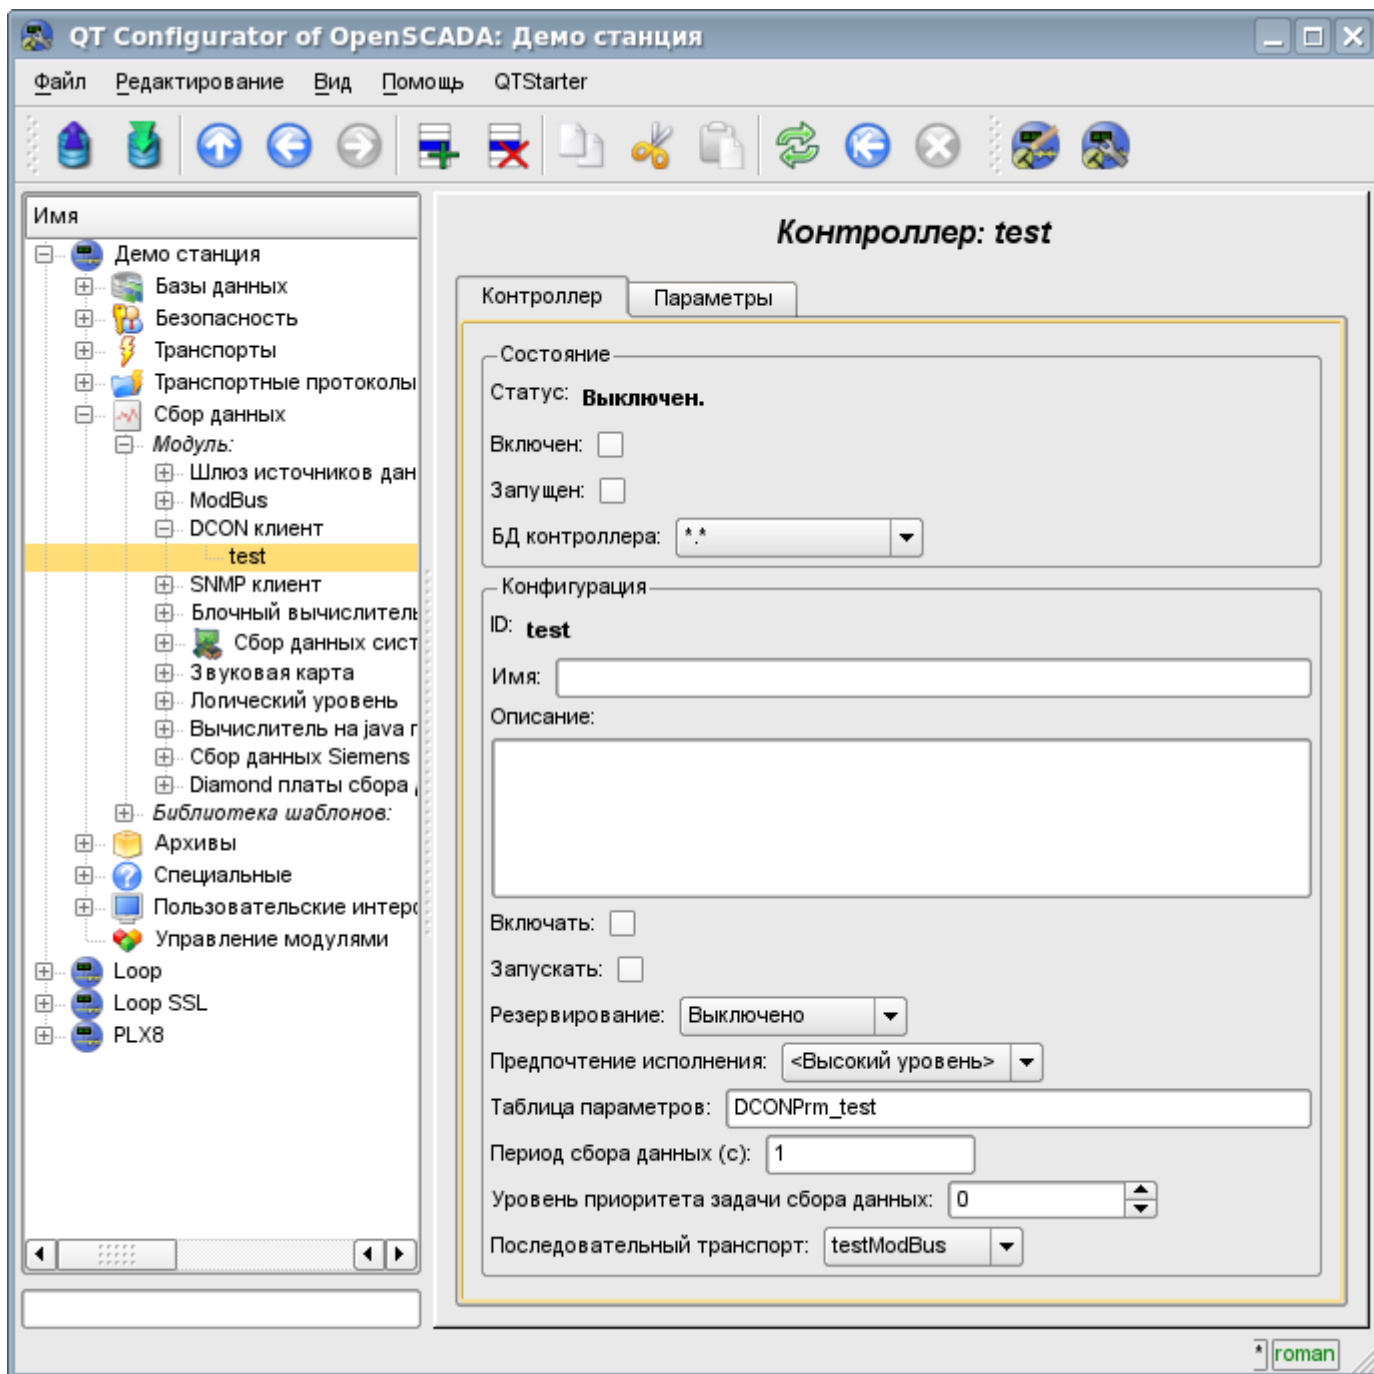 QT Configurator of OpenSCADA: Демо станция
Файл Редактирование Вид Помощь QTStarter
Имя
Демо станция
Базы данных
Безопасность
Транспорты
Транспортные протоколы
Сбор данных
Модуль:
Шлюз источников дан
ModBus
DCON клиент
test
SNMP клиент
Блочный вычислитель
Сбор данных сист
Звуковая карта
Логический уровень
Вычислитель на java п
Сбор данных Siemens
Diamond платы сбора
Библиотека шаблонов:
Архивы
Специальные
Пользовательские интерф
Управление модулями
Loop
Loop SSL
PLX8
Контроллер: test
Контроллер Параметры
Состояние
Статус: Выключен.
Включен:
Запущен:
БД контроллера: *.*
Конфигурация
ID: test
Имя:
Описание:
Включать:
Запускать:
Резервирование: Выключено
Предпочтение исполнения: <Высокий уровень>
Таблица параметров: DCONPrm_test
Период сбора данных (с): 1
Уровень приоритета задачи сбора данных: 0
Последовательный транспорт: testModBus
* roman